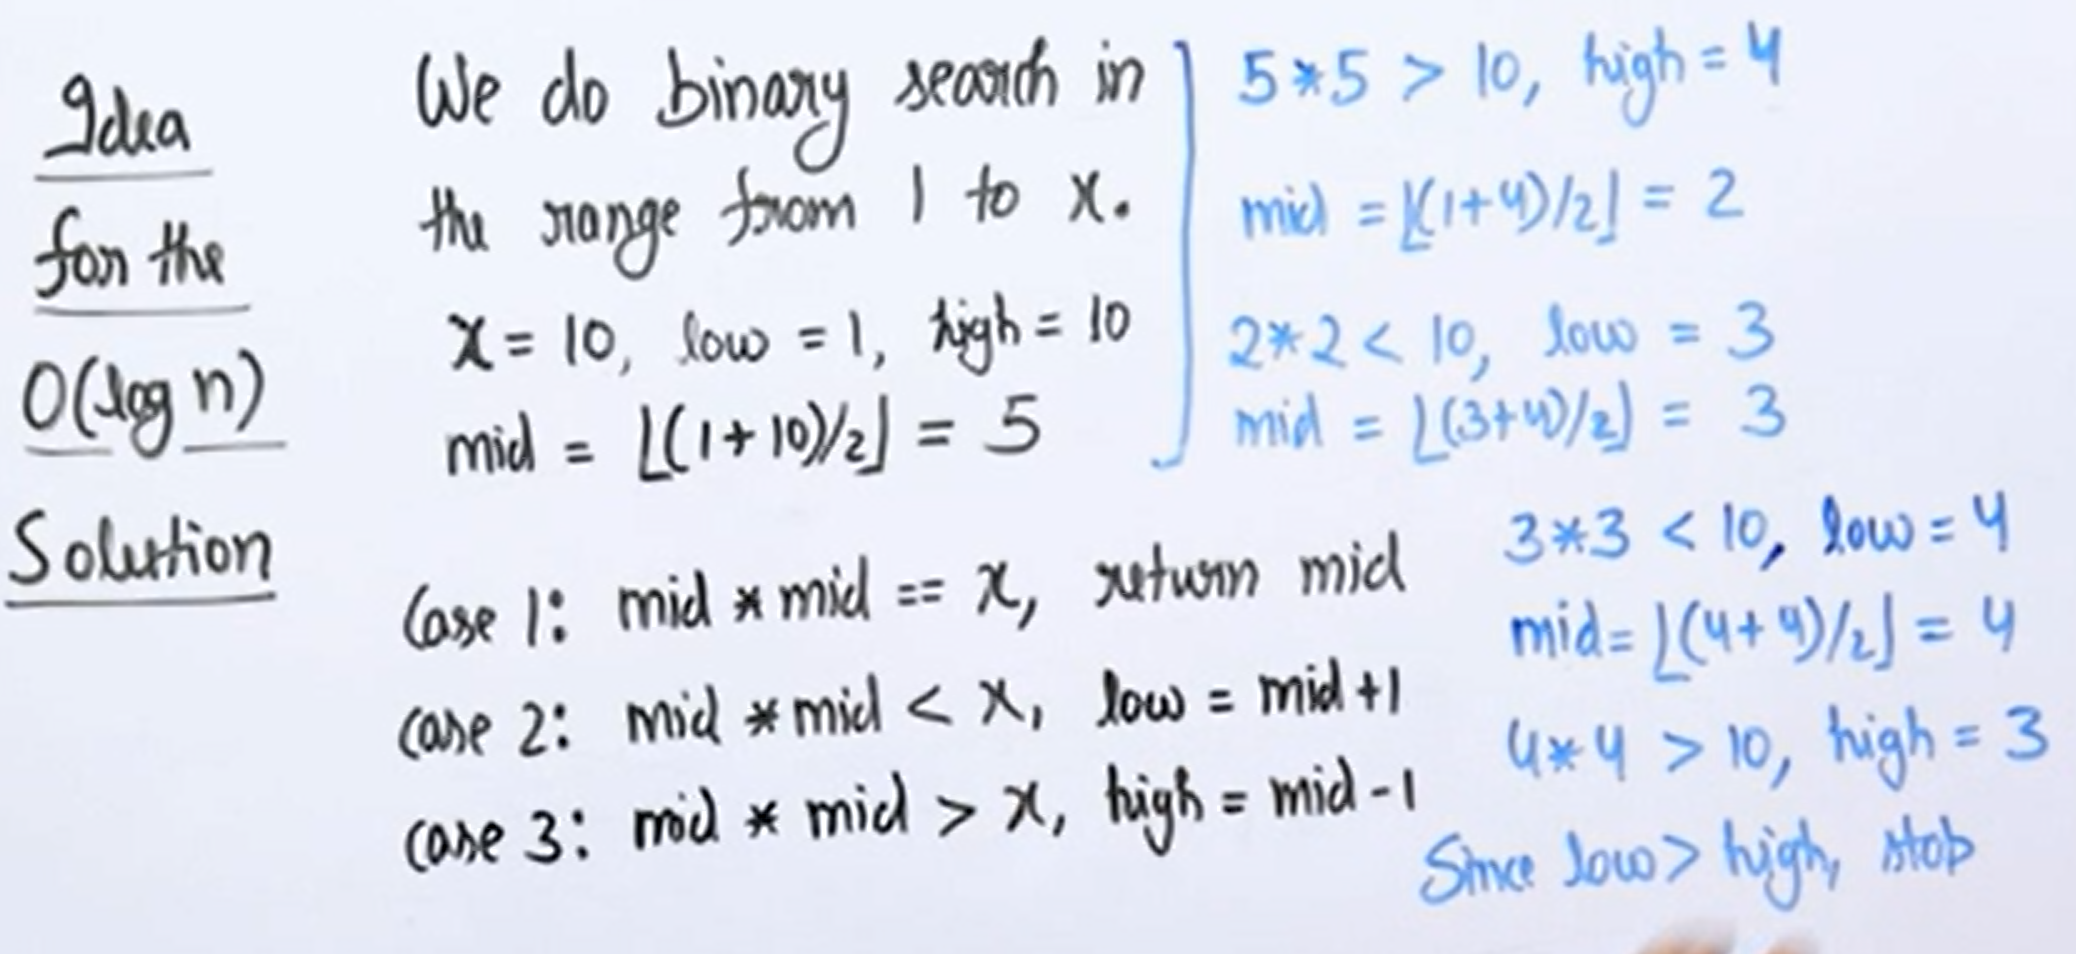 Idea
for the
O(log n)
Solution
We do binary search in
the range from 1 to x.
x = 10, low = 1, high = 10
mid = ⌊(1+10)/2⌋ = 5
Case 1: mid * mid == x, return mid
case 2: mid * mid < x, low = mid+1
case 3: mid * mid > x, high = mid-1
5*5 > 10, high = 4
mid = ⌊(1+4)/2⌋ = 2
2*2 < 10, low = 3
mid = ⌊(3+4)/2⌋ = 3
3*3 < 10, low = 4
mid = ⌊(4+4)/2⌋ = 4
4*4 > 10, high = 3
Since low > high, stop